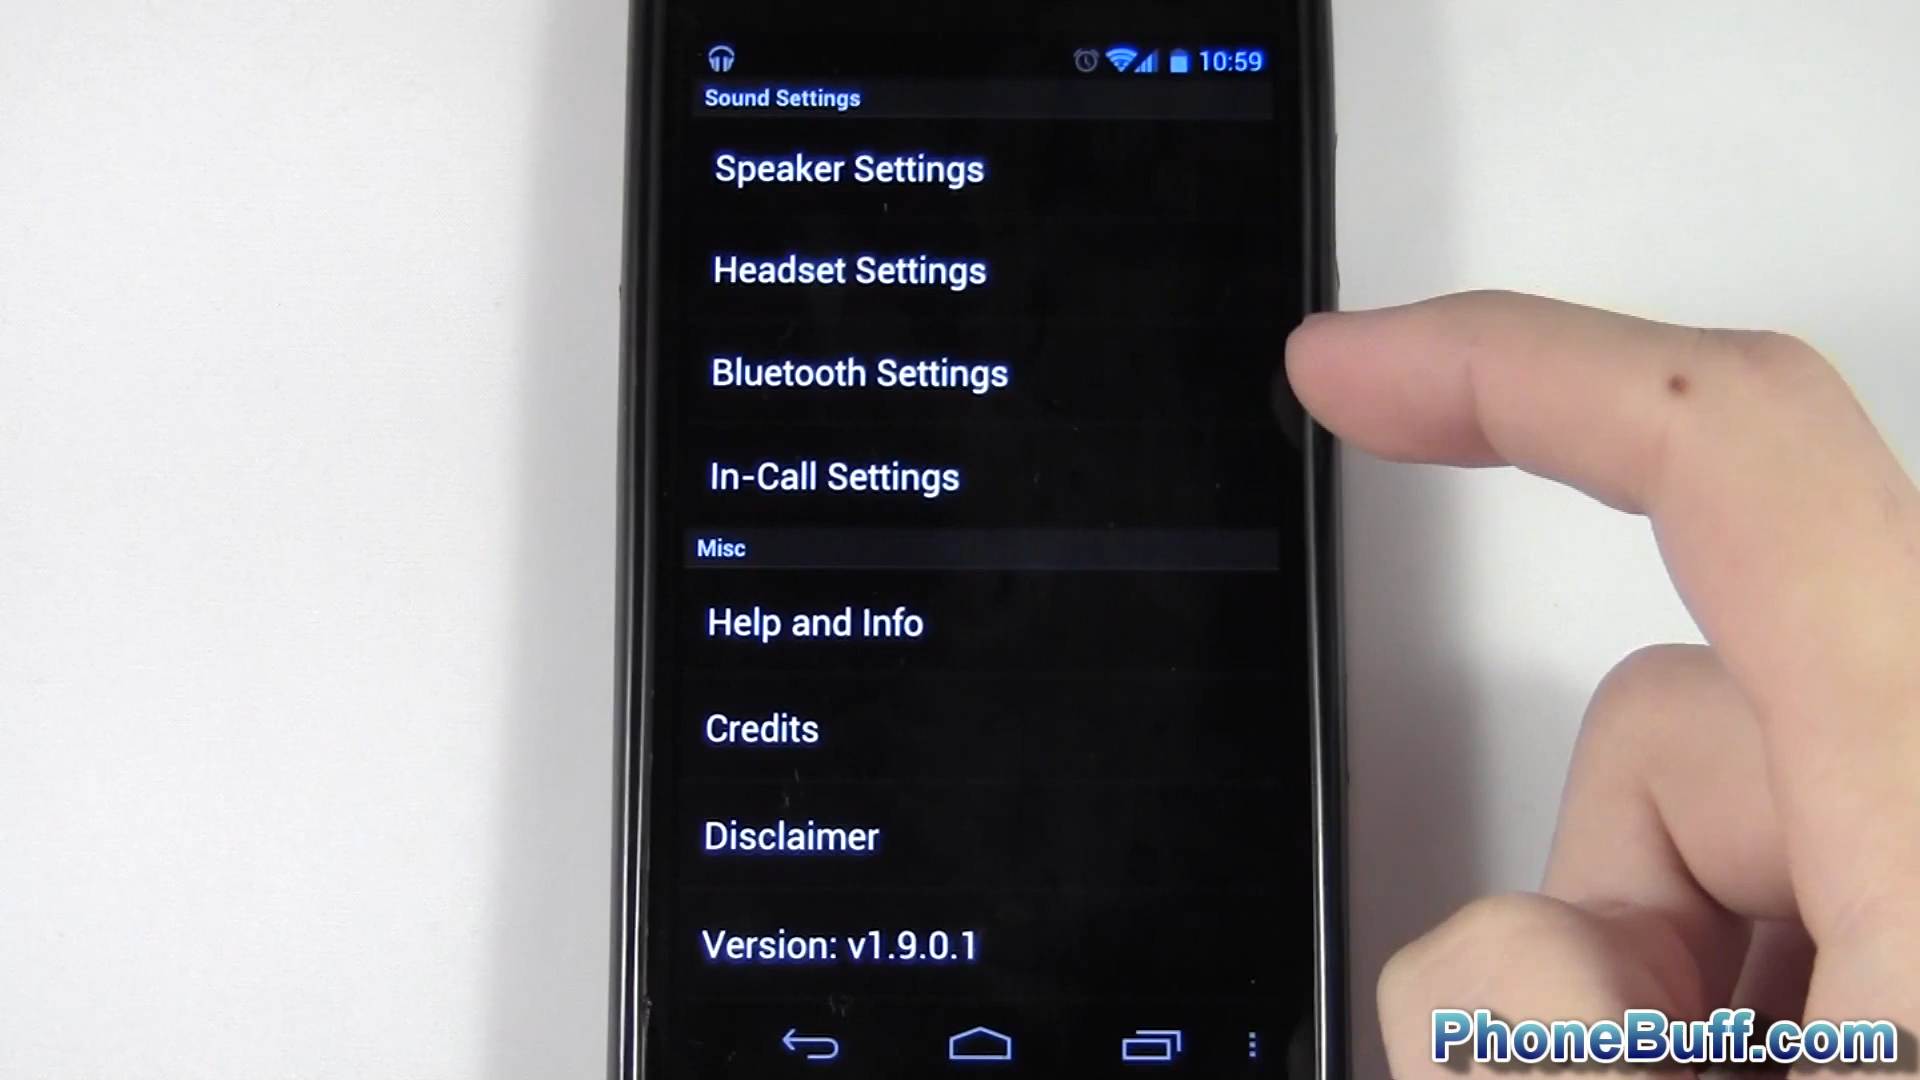 10:59
Sound Settings
Speaker Settings
Headset Settings
Bluetooth Settings
In-Call Settings
Misc
Help and Info
Credits
Disclaimer
Version: v1.9.0.1
PhoneBuff.com